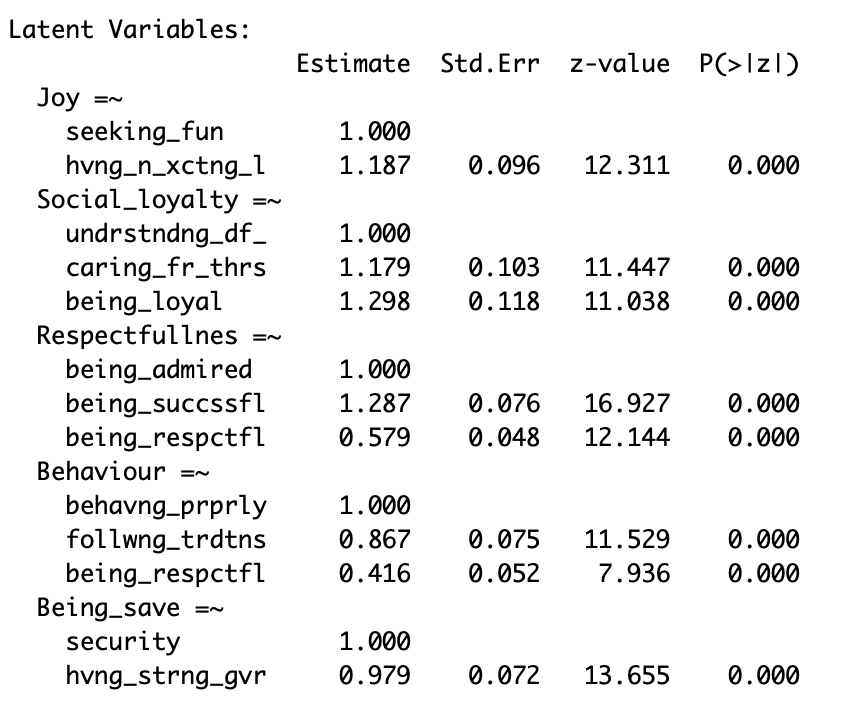 Latent Variables:
Estimate Std.Err z-value P(>|z|)
Joy =~
seeking_fun 1.000
hvng_n_xctng_l 1.187 0.096 12.311 0.000
Social_loyalty =~
undrstndng_df_ 1.000
caring_fr_thrs 1.179 0.103 11.447 0.000
being_loyal 1.298 0.118 11.038 0.000
Respectfullnes =~
being_admired 1.000
being_succssfl 1.287 0.076 16.927 0.000
being_respctfl 0.579 0.048 12.144 0.000
Behaviour =~
behavng_prprly 1.000
follwng_trdtns 0.867 0.075 11.529 0.000
being_respctfl 0.416 0.052 7.936 0.000
Being_save =~
security 1.000
hvng_strng_gvr 0.979 0.072 13.655 0.000